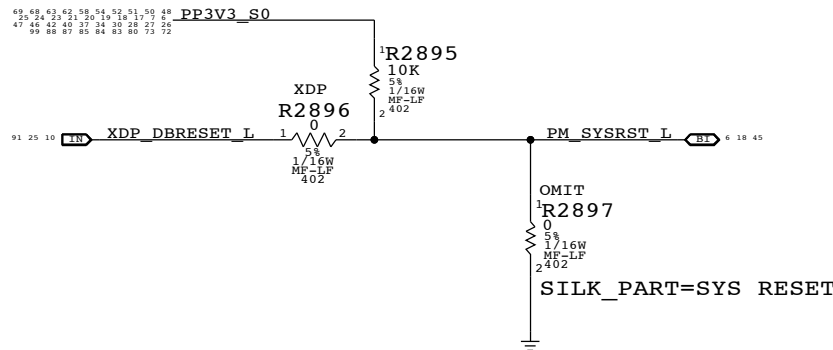 69 68 63 62 58 54 52 51 50 48
25 24 23 21 20 19 18 17 7 6
47 46 42 40 37 34 30 28 27 26
99 88 87 85 84 83 80 73 72
PP3V3_S0
1
R2895
10K
5%
1/16W
MF-LF
402
2
XDP
R2896
0
91 25 10 IN XDP_DBRESET_L 1 2 PM_SYSRST_L BI 6 18 45
5%
1/16W
MF-LF
402
OMIT
1
R2897
0
5%
1/16W
MF-LF
402
2
SILK_PART=SYS RESET